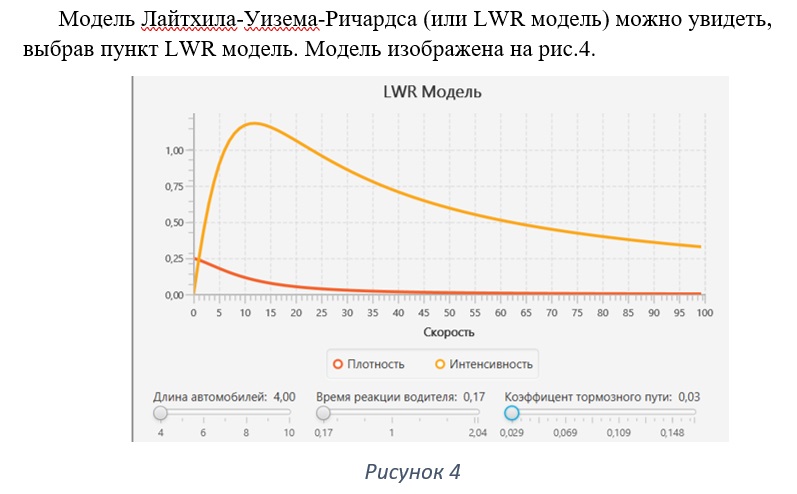 Модель Лайтхила-Уизема-Ричардса (или LWR модель) можно увидеть,
выбрав пункт LWR модель. Модель изображена на рис.4.
LWR Модель
1,00
0,75
0,50
0,25
0,00
0 5 10 15 20 25 30 35 40 45 50 55 60 65 70 75 80 85 90 95 100
Скорость
Плотность Интенсивность
Длина автомобилей: 4,00 Время реакции водителя: 0,17 Коэффицент тормозного пути: 0,03
4 6 8 10 0,17 1 2,04 0,029 0,069 0,109 0,148
Рисунок 4